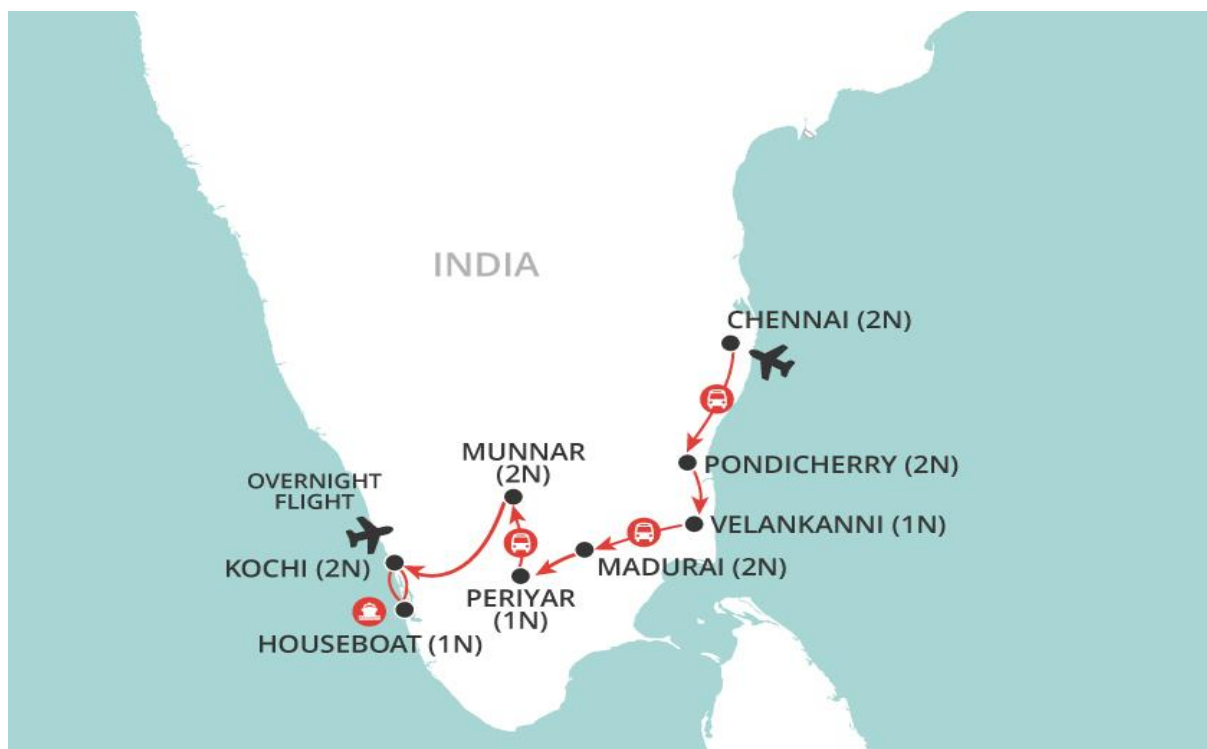 INDIA
CHENNAI (2N)
PONDICHERRY (2N)
VELANKANNI (1N)
MADURAI (2N)
PERIYAR
(1N)
MUNNAR
(2N)
OVERNIGHT
FLIGHT
KOCHI (2N)
HOUSEBOAT (1N)